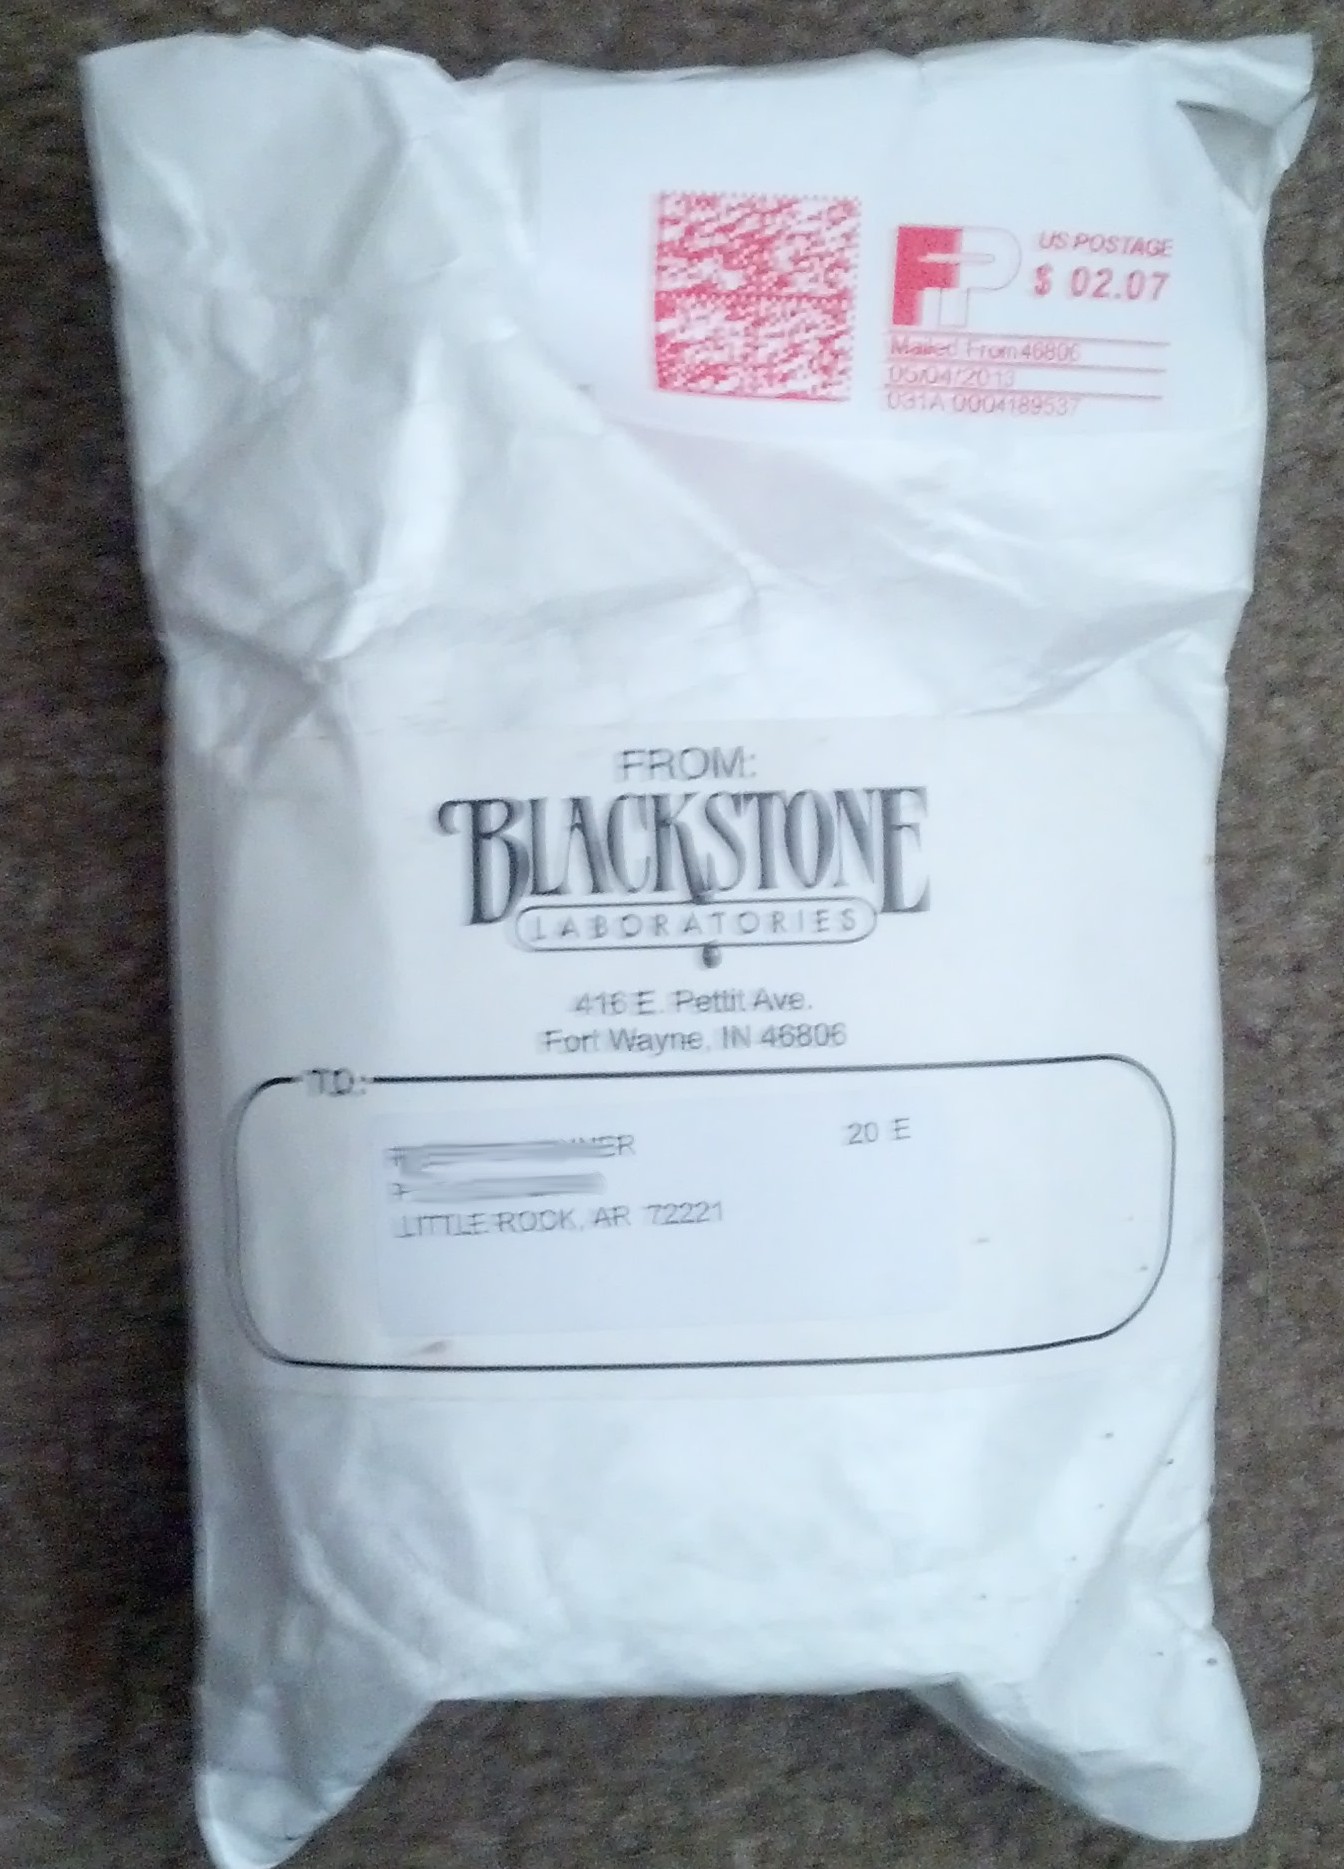 US POSTAGE
$ 02.07
Mailed From 46806
05/04/2013
031A 0004189537
FROM:
BLACKSTONE
LABORATORIES
416 E. Pettit Ave.
Fort Wayne, IN 46806
TO:
20 E
LITTLE ROCK, AR 72221